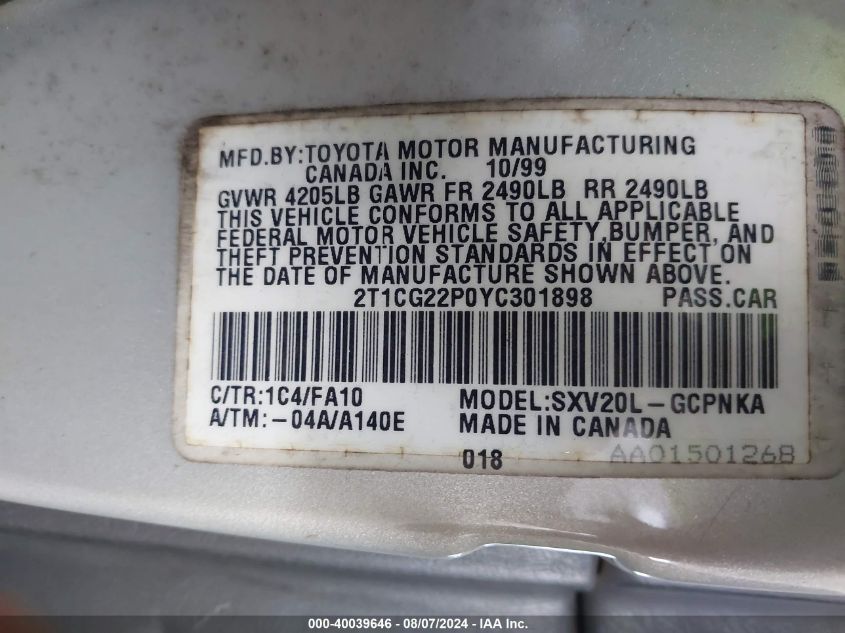 MFD.BY:TOYOTA MOTOR MANUFACTURING
CANADA INC. 10/99
GVWR 4205LB GAWR FR 2490LB RR 2490LB
THIS VEHICLE CONFORMS TO ALL APPLICABLE
FEDERAL MOTOR VEHICLE SAFETY,BUMPER, AND
THEFT PREVENTION STANDARDS IN EFFECT ON
THE DATE OF MANUFACTURE SHOWN ABOVE.
2T1CG22P0YC301898 PASS.CAR
C/TR:1C4/FA10 MODEL:SXV20L-GCPNKA
A/TM:-04A/A140E MADE IN CANADA
018 AA01501268
000-40039646 - 08/07/2024 - IAA Inc.